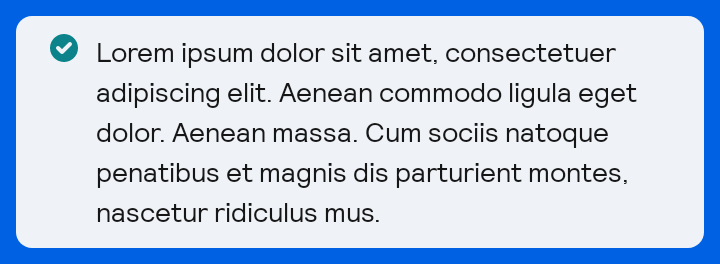 Lorem ipsum dolor sit amet, consectetuer
adipiscing elit. Aenean commodo ligula eget
dolor. Aenean massa. Cum sociis natoque
penatibus et magnis dis parturient montes,
nascetur ridiculus mus.